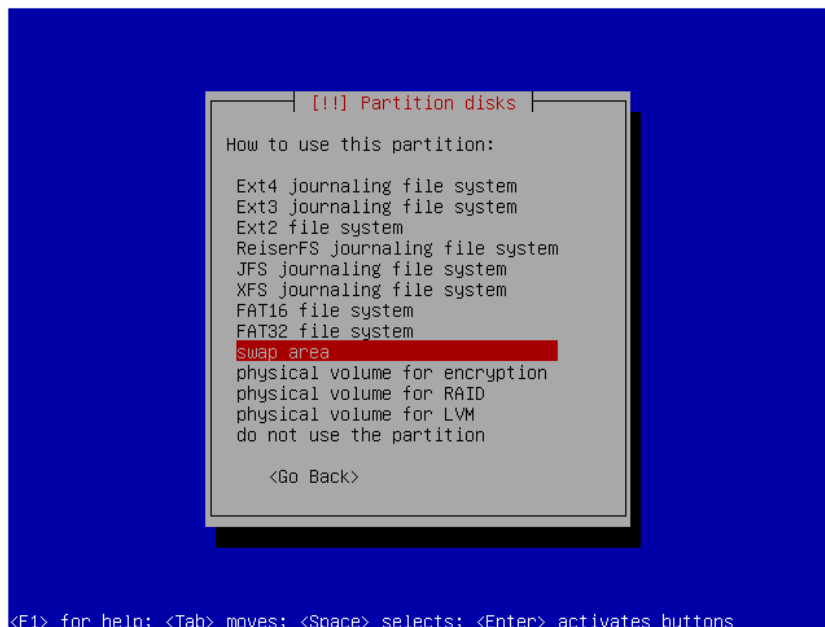 [!!] Partition disks
How to use this partition:
Ext4 journaling file system
Ext3 journaling file system
Ext2 file system
ReiserFS journaling file system
JFS journaling file system
XFS journaling file system
FAT16 file system
FAT32 file system
swap area
physical volume for encryption
physical volume for RAID
physical volume for LVM
do not use the partition
<Go Back>
<F1> for help; <Tab> moves; <Space> selects; <Enter> activates buttons